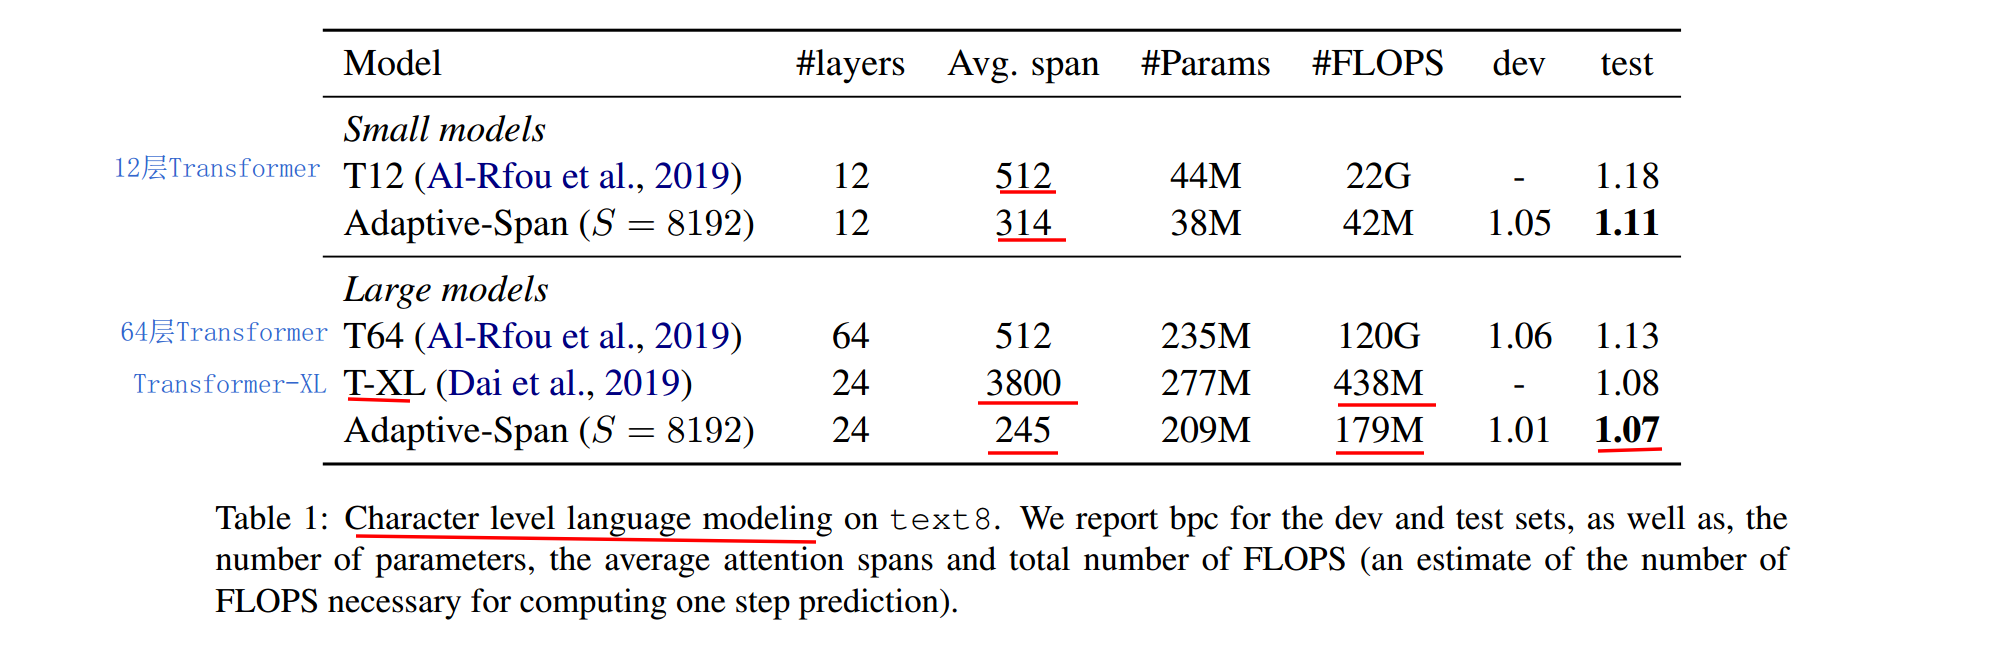 Model #layers Avg. span #Params #FLOPS dev test
Small models
12层Transformer T12 (Al-Rfou et al., 2019) 12 512 44M 22G - 1.18
Adaptive-Span (S = 8192) 12 314 38M 42M 1.05 1.11
Large models
64层Transformer T64 (Al-Rfou et al., 2019) 64 512 235M 120G 1.06 1.13
Transformer-XL T-XL (Dai et al., 2019) 24 3800 277M 438M - 1.08
Adaptive-Span (S = 8192) 24 245 209M 179M 1.01 1.07
Table 1: Character level language modeling on text8. We report bpc for the dev and test sets, as well as, the
number of parameters, the average attention spans and total number of FLOPS (an estimate of the number of
FLOPS necessary for computing one step prediction).